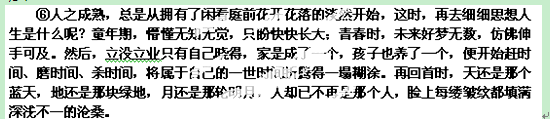 ⑥人之成熟，总是从拥有了闲看庭前花开花落的淡然开始，这时，再去细细思想人
生是什么呢？童年期，懵懂无知无觉，只盼快快长大；青春时，未来好梦无数，仿佛伸
手可及。然后，立没立业只有自己晓得，家是成了一个，孩子也养了一个，便开始赶时
间、磨时间、杀时间，将属于自己的一世时间折磨得一塌糊涂。再回首时，天还是那个
蓝天，地还是那块绿地，月还是那轮明月，人却已不再是那个人，脸上每缕皱纹都填满
深浅不一的沧桑。